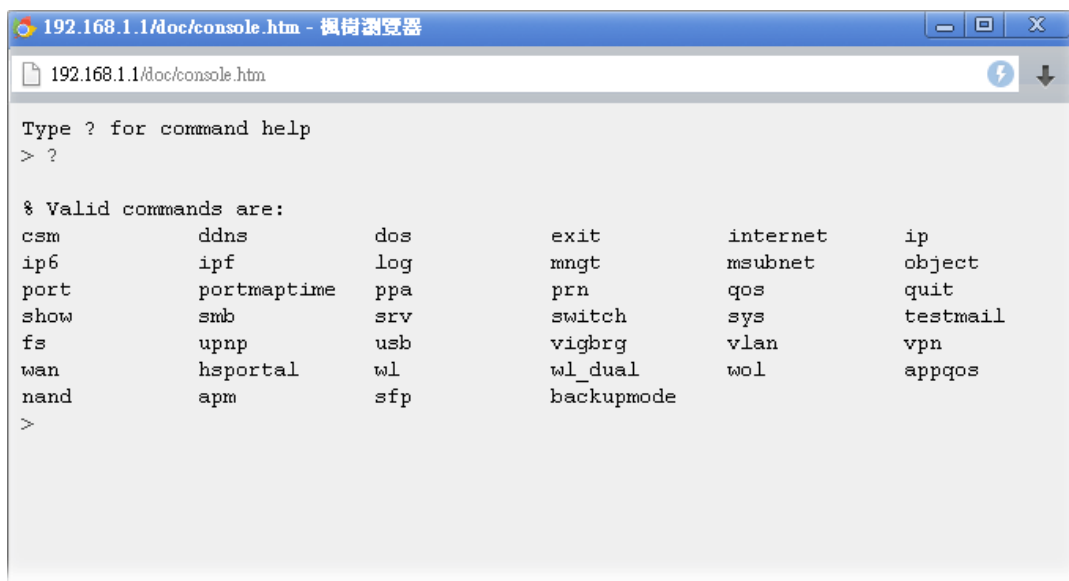 192.168.1.1/doc/console.htm - 楓樹瀏覽器
192.168.1.1/doc/console.htm
Type ? for command help
> ?
% Valid commands are:
csm ddns dos exit internet ip
ip6 ipf log mngt msubnet object
port portmaptime ppa prn qos quit
show smb srv switch sys testmail
fs upnp usb vigbrg vlan vpn
wan hsportal wl wl_dual wol appqos
nand apm sfp backupmode
>